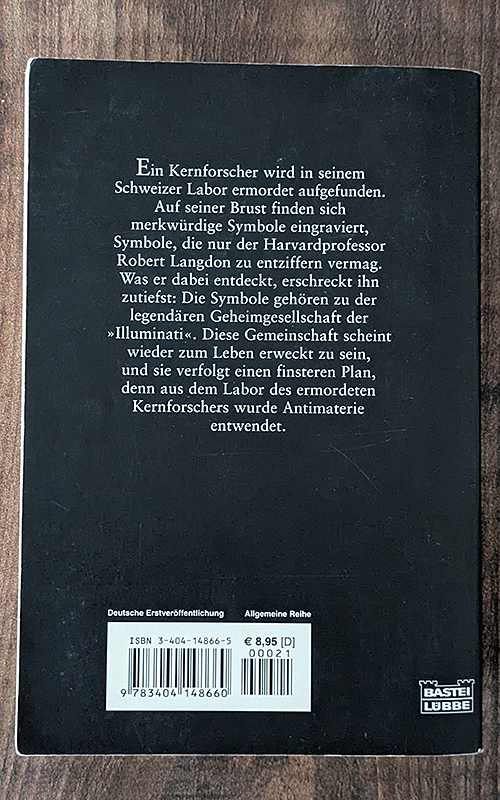 Ein Kernforscher wird in seinem
Schweizer Labor ermordet aufgefunden.
Auf seiner Brust finden sich
merkwürdige Symbole eingraviert,
Symbole, die nur der Harvardprofessor
Robert Langdon zu entziffern vermag.
Was er dabei entdeckt, erschreckt ihn
zutiefst: Die Symbole gehören zu der
legendären Geheimgesellschaft der
»Illuminati«. Diese Gemeinschaft scheint
wieder zum Leben erweckt zu sein,
und sie verfolgt einen finsteren Plan,
denn aus dem Labor des ermordeten
Kernforschers wurde Antimaterie
entwendet.
Deutsche Erstveröffentlichung Allgemeine Reihe
ISBN 3-404-14866-5 € 8,95 [D]
00021
9 783404 148660
BASTEI
LÜBBE